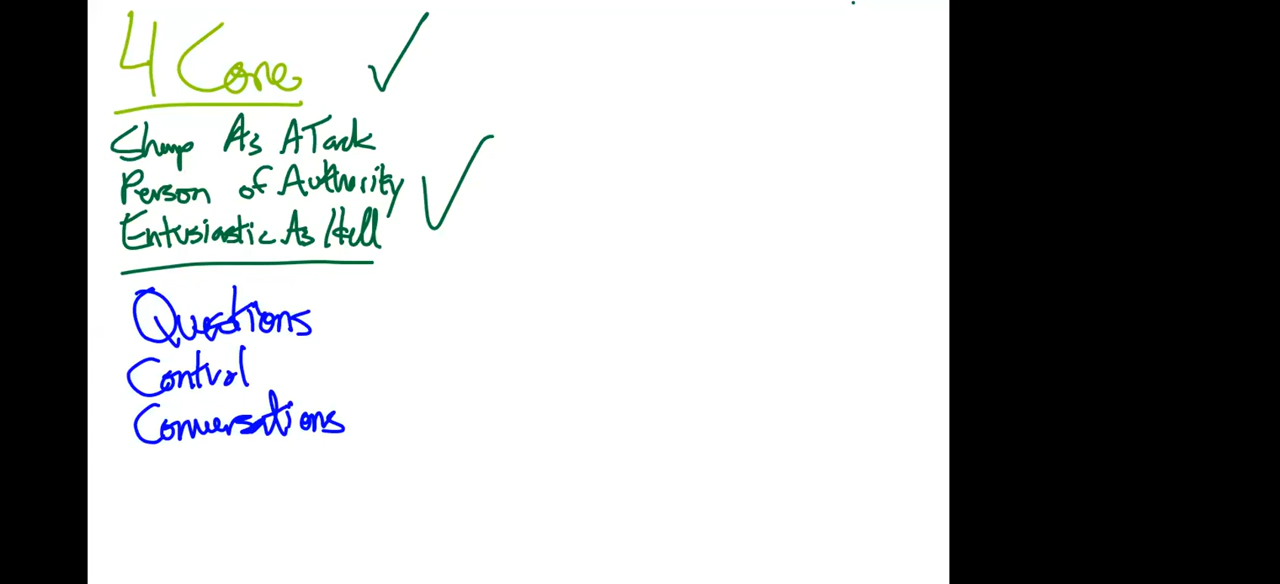 4 Core
Sharp As A Tack
Person of Authority
Entusiastic As Hell
Questions
Control
Conversations